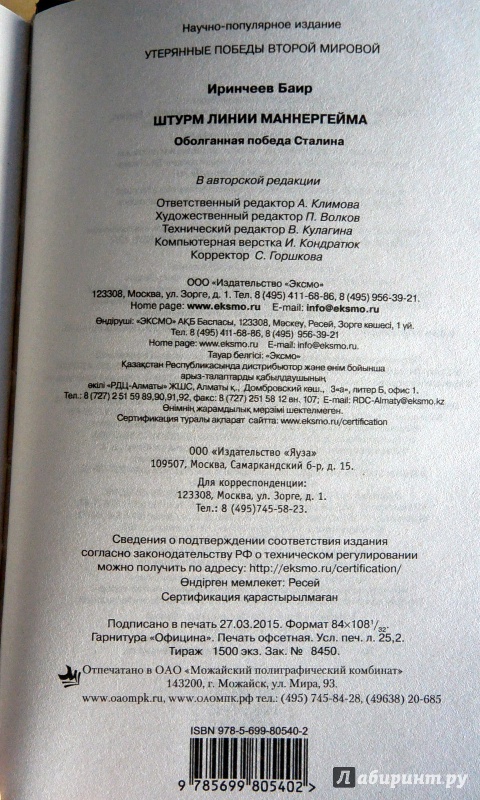 Научно-популярное издание
УТЕРЯННЫЕ ПОБЕДЫ ВТОРОЙ МИРОВОЙ
Иринчеев Баир
ШТУРМ ЛИНИИ МАННЕРГЕЙМА
Оболганная победа Сталина
В авторской редакции
Ответственный редактор А. Климова
Художественный редактор П. Волков
Технический редактор В. Кулагина
Компьютерная верстка И. Кондратюк
Корректор С. Горшкова
ООО «Издательство «Эксмо»
123308, Москва, ул. Зорге, д. 1. Тел. 8 (495) 411-68-86, 8 (495) 956-39-21.
Home page: www.eksmo.ru E-mail: info@eksmo.ru
Өндіруші: «ЭКСМО» АҚБ Баспасы, 123308, Мәскеу, Ресей, Зорге көшесі, 1 үй.
Тел. 8 (495) 411-68-86, 8 (495) 956-39-21
Home page: www.eksmo.ru E-mail: info@eksmo.ru.
Тауар белгісі: «Эксмо»
Қазақстан Республикасында дистрибьютор және өнім бойынша
арыз-талаптарды қабылдаушының
өкілі «РДЦ-Алматы» ЖШС, Алматы қ., Домбровский көш., 3«а», литер Б, офис 1.
Тел.: 8 (727) 2 51 59 89,90,91,92, факс: 8 (727) 251 58 12 вн. 107; E-mail: RDC-Almaty@eksmo.kz
Өнімнің жарамдылық мерзімі шектелмеген.
Сертификация туралы ақпарат сайтта: www.eksmo.ru/certification
ООО «Издательство «Яуза»
109507, Москва, Самаркандский б-р, д. 15.
Для корреспонденции:
123308, Москва, ул. Зорге, д. 1.
Тел.: 8 (495)745-58-23.
Сведения о подтверждении соответствия издания
согласно законодательству РФ о техническом регулировании
можно получить по адресу: http://eksmo.ru/certification/
Өндірген мемлекет: Ресей
Сертификация қарастырылмаған
Подписано в печать 27.03.2015. Формат 84×108 1/32.
Гарнитура «Официна». Печать офсетная. Усл. печ. л. 25,2.
Тираж 1500 экз. Зак. № 8450.
Отпечатано в ОАО «Можайский полиграфический комбинат»
143200, г. Можайск, ул. Мира, 93.
www.oaompk.ru, www.оаомпк.рф тел.: (495) 745-84-28, (49638) 20-685
ISBN 978-5-699-80540-2
9 785699 805402 >
Лабиринт.ру